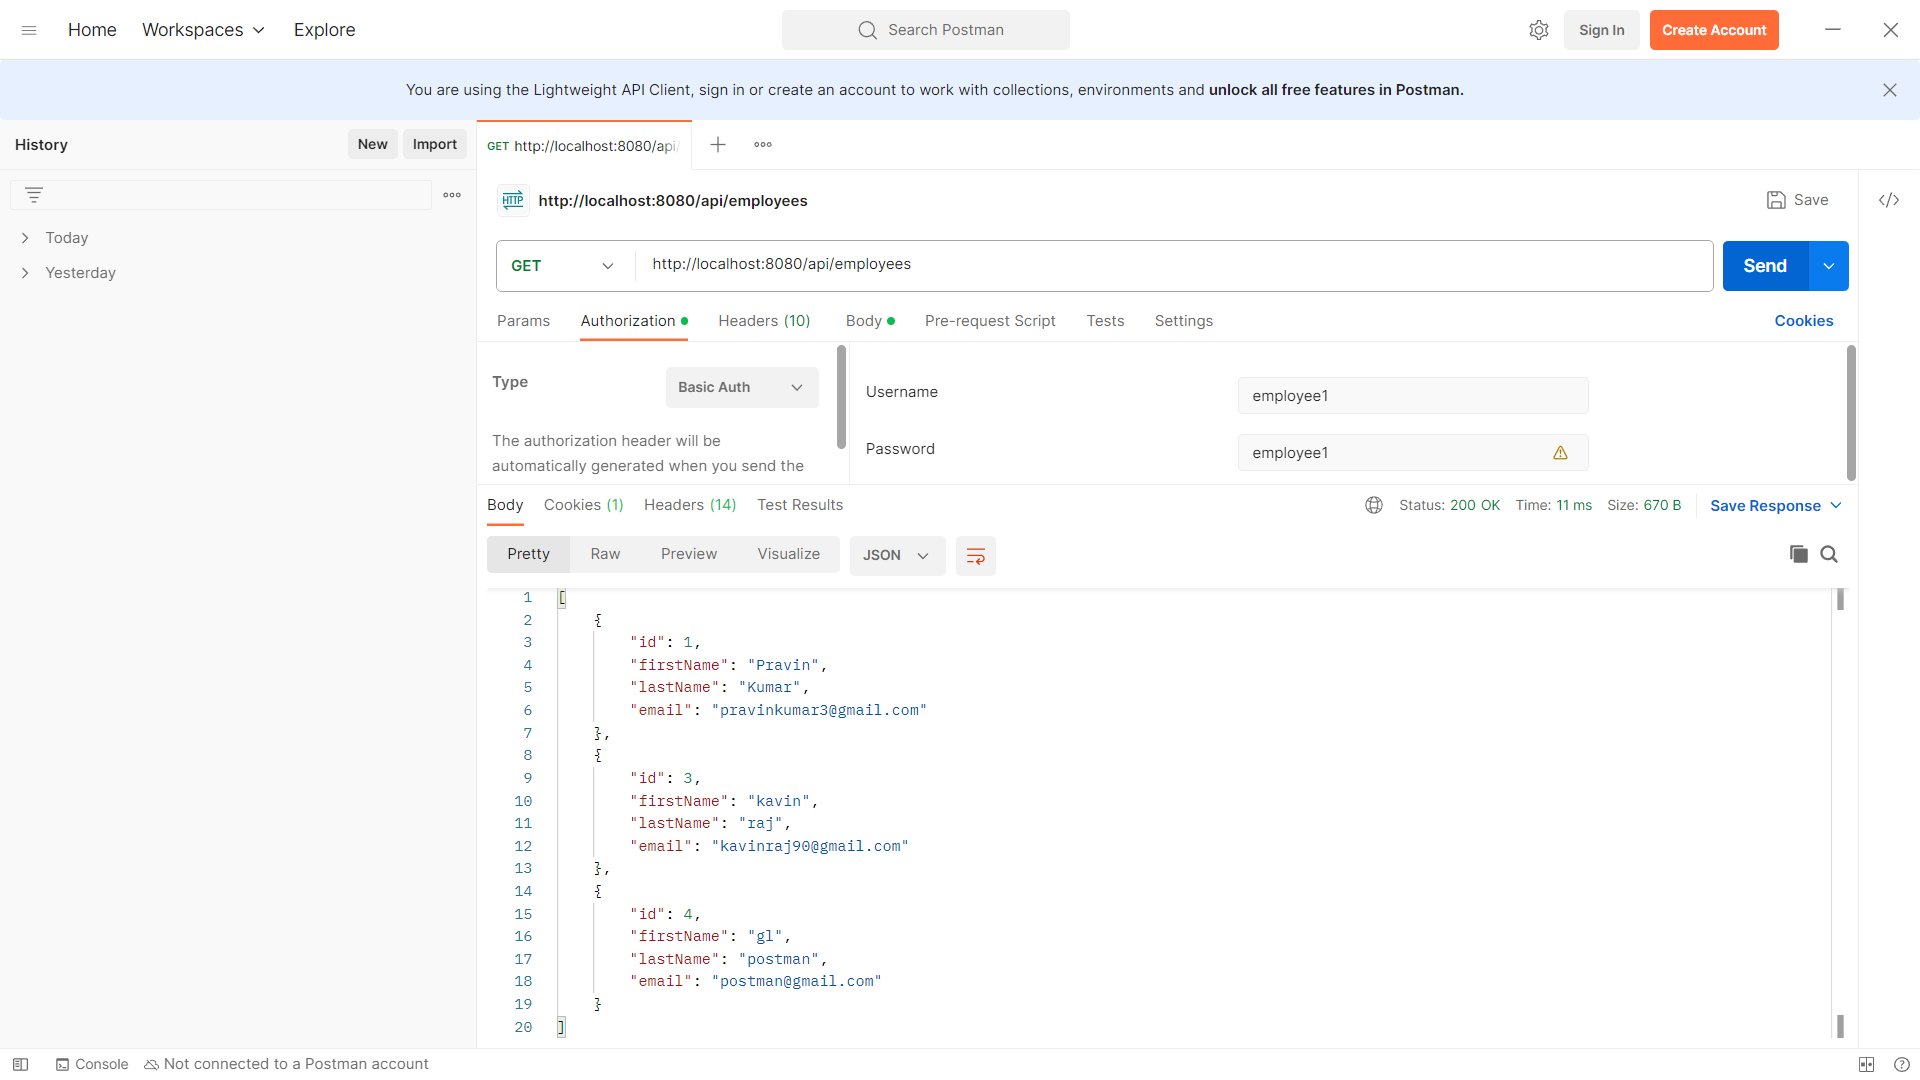 Home Workspaces Explore Search Postman Sign In Create Account
You are using the Lightweight API Client, sign in or create an account to work with collections, environments and unlock all free features in Postman.
History New Import
Today
Yesterday
GET http://localhost:8080/api/
HTTP http://localhost:8080/api/employees Save </>
GET http://localhost:8080/api/employees Send
Params Authorization Headers (10) Body Pre-request Script Tests Settings Cookies
Type Basic Auth
The authorization header will be
automatically generated when you send the
Username employee1
Password employee1
Body Cookies (1) Headers (14) Test Results Status: 200 OK Time: 11 ms Size: 670 B Save Response
Pretty Raw Preview Visualize JSON
1 [
2 {
3 "id": 1,
4 "firstName": "Pravin",
5 "lastName": "Kumar",
6 "email": "pravinkumar3@gmail.com"
7 },
8 {
9 "id": 3,
10 "firstName": "kavin",
11 "lastName": "raj",
12 "email": "kavinraj90@gmail.com"
13 },
14 {
15 "id": 4,
16 "firstName": "gl",
17 "lastName": "postman",
18 "email": "postman@gmail.com"
19 }
20 ]
Console Not connected to a Postman account